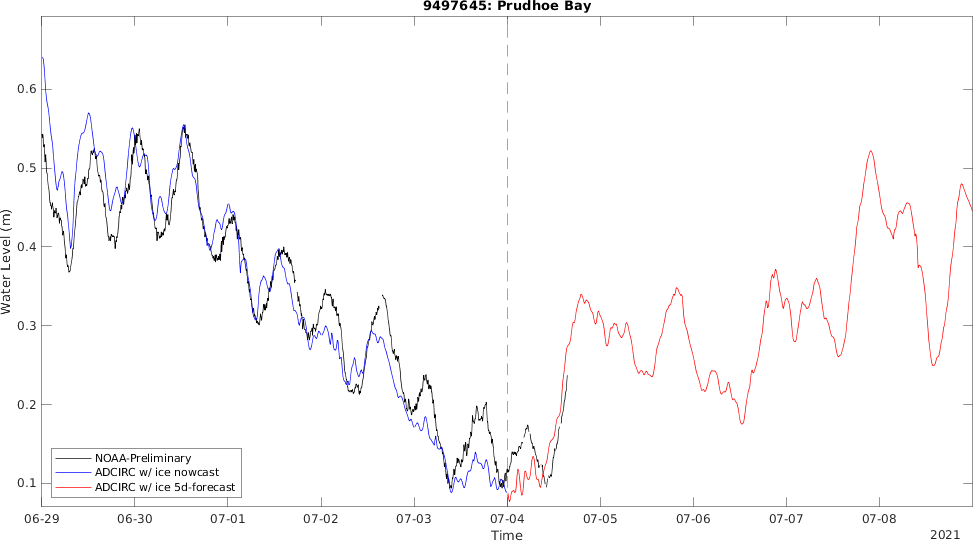 9497645: Prudhoe Bay
Water Level (m)
0.6
0.5
0.4
0.3
0.2
0.1
NOAA-Preliminary
ADCIRC w/ ice nowcast
ADCIRC w/ ice 5d-forecast
06-29 06-30 07-01 07-02 07-03 07-04 07-05 07-06 07-07 07-08
Time
2021